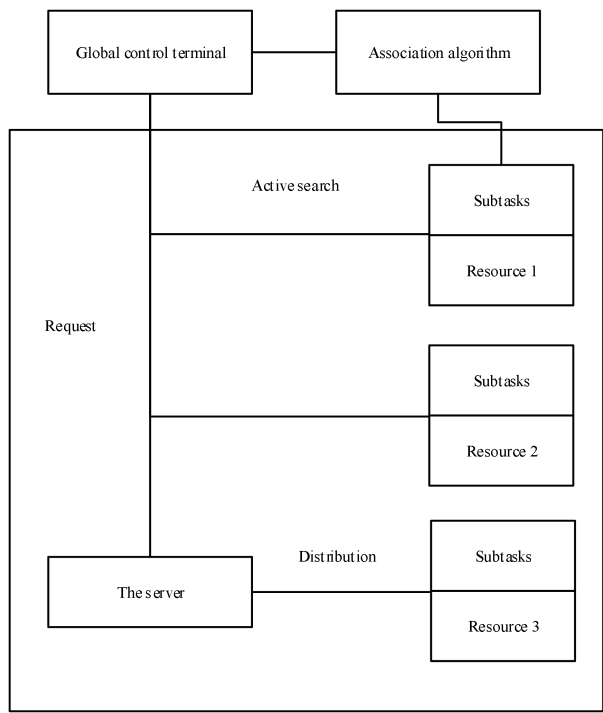 Global control terminal
Association algorithm
Active search
Subtasks
Resource 1
Request
Subtasks
Resource 2
Distribution
Subtasks
The server
Resource 3